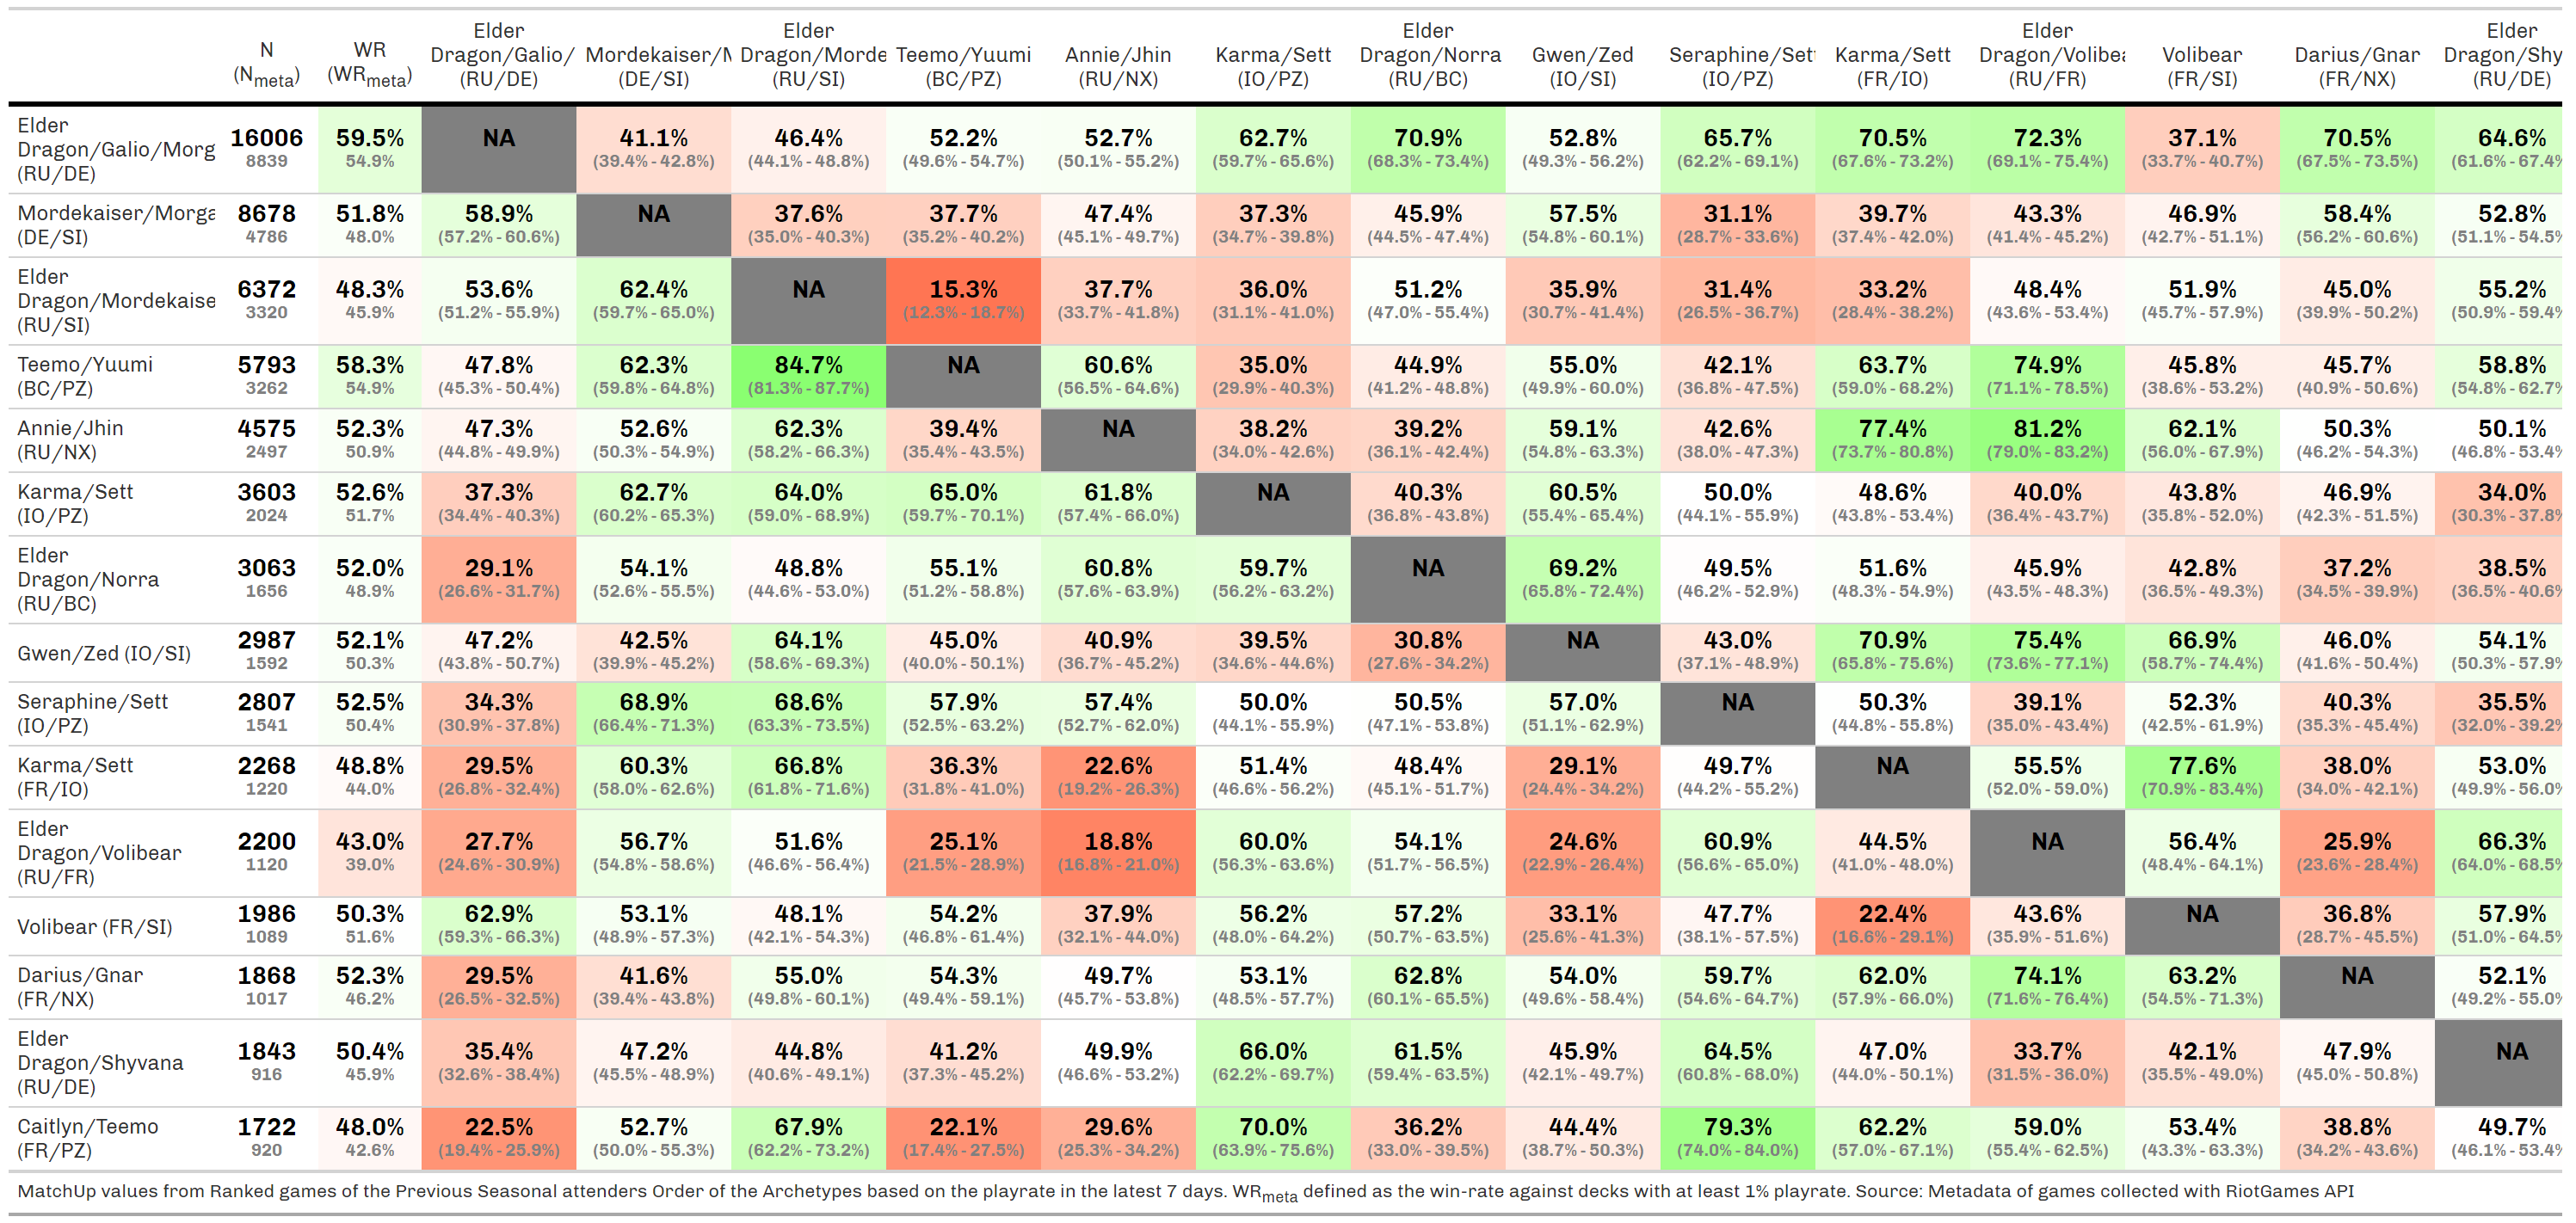 N (N_meta) WR (WR_meta) Elder Dragon/Galio/ (RU/DE) Mordekaiser/M (DE/SI) Elder Dragon/Morde (RU/SI) Teemo/Yuumi (BC/PZ) Annie/Jhin (RU/NX) Karma/Sett (IO/PZ) Elder Dragon/Norra (RU/BC) Gwen/Zed (IO/SI) Seraphine/Sett (IO/PZ) Karma/Sett (FR/IO) Elder Dragon/Volibea (RU/FR) Volibear (FR/SI) Darius/Gnar (FR/NX) Elder Dragon/Shy (RU/DE)
Elder Dragon/Galio/Morg (RU/DE) 16006 59.5% NA 41.1% 46.4% 52.2% 52.7% 62.7% 70.9% 52.8% 65.7% 70.5% 72.3% 37.1% 70.5% 64.6%
8839 54.9% (39.4% - 42.8%) (44.1% - 48.8%) (49.6% - 54.7%) (50.1% - 55.2%) (59.7% - 65.6%) (68.3% - 73.4%) (49.3% - 56.2%) (62.2% - 69.1%) (67.6% - 73.2%) (69.1% - 75.4%) (33.7% - 40.7%) (67.5% - 73.5%) (61.6% - 67.4%
Mordekaiser/Morga (DE/SI) 8678 51.8% 58.9% NA 37.6% 37.7% 47.4% 37.3% 45.9% 57.5% 31.1% 39.7% 43.3% 46.9% 58.4% 52.8%
4786 48.0% (57.2% - 60.6%) (35.0% - 40.3%) (35.2% - 40.2%) (45.1% - 49.7%) (34.7% - 39.8%) (44.5% - 47.4%) (54.8% - 60.1%) (28.7% - 33.6%) (37.4% - 42.0%) (41.4% - 45.2%) (42.7% - 51.1%) (56.2% - 60.6%) (51.1% - 54.5%
Elder Dragon/Mordekaise (RU/SI) 6372 48.3% 53.6% 62.4% NA 15.3% 37.7% 36.0% 51.2% 35.9% 31.4% 33.2% 48.4% 51.9% 45.0% 55.2%
3320 45.9% (51.2% - 55.9%) (59.7% - 65.0%) (12.3% - 18.7%) (33.7% - 41.8%) (31.1% - 41.0%) (47.0% - 55.4%) (30.7% - 41.4%) (26.5% - 36.7%) (28.4% - 38.2%) (43.6% - 53.4%) (45.7% - 57.9%) (39.9% - 50.2%) (50.9% - 59.4%
Teemo/Yuumi (BC/PZ) 5793 58.3% 47.8% 62.3% 84.7% NA 60.6% 35.0% 44.9% 55.0% 42.1% 63.7% 74.9% 45.8% 45.7% 58.8%
3262 54.9% (45.3% - 50.4%) (59.8% - 64.8%) (81.3% - 87.7%) (56.5% - 64.6%) (29.9% - 40.3%) (41.2% - 48.8%) (49.9% - 60.0%) (36.8% - 47.5%) (59.0% - 68.2%) (71.1% - 78.5%) (38.6% - 53.2%) (40.9% - 50.6%) (54.8% - 62.7%
Annie/Jhin (RU/NX) 4575 52.3% 47.3% 52.6% 62.3% 39.4% NA 38.2% 39.2% 59.1% 42.6% 77.4% 81.2% 62.1% 50.3% 50.1%
2497 50.9% (44.8% - 49.9%) (50.3% - 54.9%) (58.2% - 66.3%) (35.4% - 43.5%) (34.0% - 42.6%) (36.1% - 42.4%) (54.8% - 63.3%) (38.0% - 47.3%) (73.7% - 80.8%) (79.0% - 83.2%) (56.0% - 67.9%) (46.2% - 54.3%) (46.8% - 53.4%
Karma/Sett (IO/PZ) 3603 52.6% 37.3% 62.7% 64.0% 65.0% 61.8% NA 40.3% 60.5% 50.0% 48.6% 40.0% 43.8% 46.9% 34.0%
2024 51.7% (34.4% - 40.3%) (60.2% - 65.3%) (59.0% - 68.9%) (59.7% - 70.1%) (57.4% - 66.0%) (36.8% - 43.8%) (55.4% - 65.4%) (44.1% - 55.9%) (43.8% - 53.4%) (36.4% - 43.7%) (35.8% - 52.0%) (42.3% - 51.5%) (30.3% - 37.8%
Elder Dragon/Norra (RU/BC) 3063 52.0% 29.1% 54.1% 48.8% 55.1% 60.8% 59.7% NA 69.2% 49.5% 51.6% 45.9% 42.8% 37.2% 38.5%
1656 48.9% (26.6% - 31.7%) (52.6% - 55.5%) (44.6% - 53.0%) (51.2% - 58.8%) (57.6% - 63.9%) (56.2% - 63.2%) (65.8% - 72.4%) (46.2% - 52.9%) (48.3% - 54.9%) (43.5% - 48.3%) (36.5% - 49.3%) (34.5% - 39.9%) (36.5% - 40.6%
Gwen/Zed (IO/SI) 2987 52.1% 47.2% 42.5% 64.1% 45.0% 40.9% 39.5% 30.8% NA 43.0% 70.9% 75.4% 66.9% 46.0% 54.1%
1592 50.3% (43.8% - 50.7%) (39.9% - 45.2%) (58.6% - 69.3%) (40.0% - 50.1%) (36.7% - 45.2%) (34.6% - 44.6%) (27.6% - 34.2%) (37.1% - 48.9%) (65.8% - 75.6%) (73.6% - 77.1%) (58.7% - 74.4%) (41.6% - 50.4%) (50.3% - 57.9%
Seraphine/Sett (IO/PZ) 2807 52.5% 34.3% 68.9% 68.6% 57.9% 57.4% 50.0% 50.5% 57.0% NA 50.3% 39.1% 52.3% 40.3% 35.5%
1541 50.4% (30.9% - 37.8%) (66.4% - 71.3%) (63.3% - 73.5%) (52.5% - 63.2%) (52.7% - 62.0%) (44.1% - 55.9%) (47.1% - 53.8%) (51.1% - 62.9%) (44.8% - 55.8%) (35.0% - 43.4%) (42.5% - 61.9%) (35.3% - 45.4%) (32.0% - 39.2%
Karma/Sett (FR/IO) 2268 48.8% 29.5% 60.3% 66.8% 36.3% 22.6% 51.4% 48.4% 29.1% 49.7% NA 55.5% 77.6% 38.0% 53.0%
1220 44.0% (26.8% - 32.4%) (58.0% - 62.6%) (61.8% - 71.6%) (31.8% - 41.0%) (19.2% - 26.3%) (46.6% - 56.2%) (45.1% - 51.7%) (24.4% - 34.2%) (44.2% - 55.2%) (52.0% - 59.0%) (70.9% - 83.4%) (34.0% - 42.1%) (49.9% - 56.0%
Elder Dragon/Volibear (RU/FR) 2200 43.0% 27.7% 56.7% 51.6% 25.1% 18.8% 60.0% 54.1% 24.6% 60.9% 44.5% NA 56.4% 25.9% 66.3%
1120 39.0% (24.6% - 30.9%) (54.8% - 58.6%) (46.6% - 56.4%) (21.5% - 28.9%) (16.8% - 21.0%) (56.3% - 63.6%) (51.7% - 56.5%) (22.9% - 26.4%) (56.6% - 65.0%) (41.0% - 48.0%) (48.4% - 64.1%) (23.6% - 28.4%) (64.0% - 68.5%
Volibear (FR/SI) 1986 50.3% 62.9% 53.1% 48.1% 54.2% 37.9% 56.2% 57.2% 33.1% 47.7% 22.4% 43.6% NA 36.8% 57.9%
1089 51.6% (59.3% - 66.3%) (48.9% - 57.3%) (42.1% - 54.3%) (46.8% - 61.4%) (32.1% - 44.0%) (48.0% - 64.2%) (50.7% - 63.5%) (25.6% - 41.3%) (38.1% - 57.5%) (16.6% - 29.1%) (35.9% - 51.6%) (28.7% - 45.5%) (51.0% - 64.5%
Darius/Gnar (FR/NX) 1868 52.3% 29.5% 41.6% 55.0% 54.3% 49.7% 53.1% 62.8% 54.0% 59.7% 62.0% 74.1% 63.2% NA 52.1%
1017 46.2% (26.5% - 32.5%) (39.4% - 43.8%) (49.8% - 60.1%) (49.4% - 59.1%) (45.7% - 53.8%) (48.5% - 57.7%) (60.1% - 65.5%) (49.6% - 58.4%) (54.6% - 64.7%) (57.9% - 66.0%) (71.6% - 76.4%) (54.5% - 71.3%) (49.2% - 55.0%
Elder Dragon/Shyvana (RU/DE) 1843 50.4% 35.4% 47.2% 44.8% 41.2% 49.9% 66.0% 61.5% 45.9% 64.5% 47.0% 33.7% 42.1% 47.9% NA
916 45.9% (32.6% - 38.4%) (45.5% - 48.9%) (40.6% - 49.1%) (37.3% - 45.2%) (46.6% - 53.2%) (62.2% - 69.7%) (59.4% - 63.5%) (42.1% - 49.7%) (60.8% - 68.0%) (44.0% - 50.1%) (31.5% - 36.0%) (35.5% - 49.0%) (45.0% - 50.8%)
Caitlyn/Teemo (FR/PZ) 1722 48.0% 22.5% 52.7% 67.9% 22.1% 29.6% 70.0% 36.2% 44.4% 79.3% 62.2% 59.0% 53.4% 38.8% 49.7%
920 42.6% (19.4% - 25.9%) (50.0% - 55.3%) (62.2% - 73.2%) (17.4% - 27.5%) (25.3% - 34.2%) (63.9% - 75.6%) (33.0% - 39.5%) (38.7% - 50.3%) (74.0% - 84.0%) (57.0% - 67.1%) (55.4% - 62.5%) (43.3% - 63.3%) (34.2% - 43.6%) (46.1% - 53.4%
MatchUp values from Ranked games of the Previous Seasonal attenders Order of the Archetypes based on the playrate in the latest 7 days. WR_meta defined as the win-rate against decks with at least 1% playrate. Source: Metadata of games collected with RiotGames API